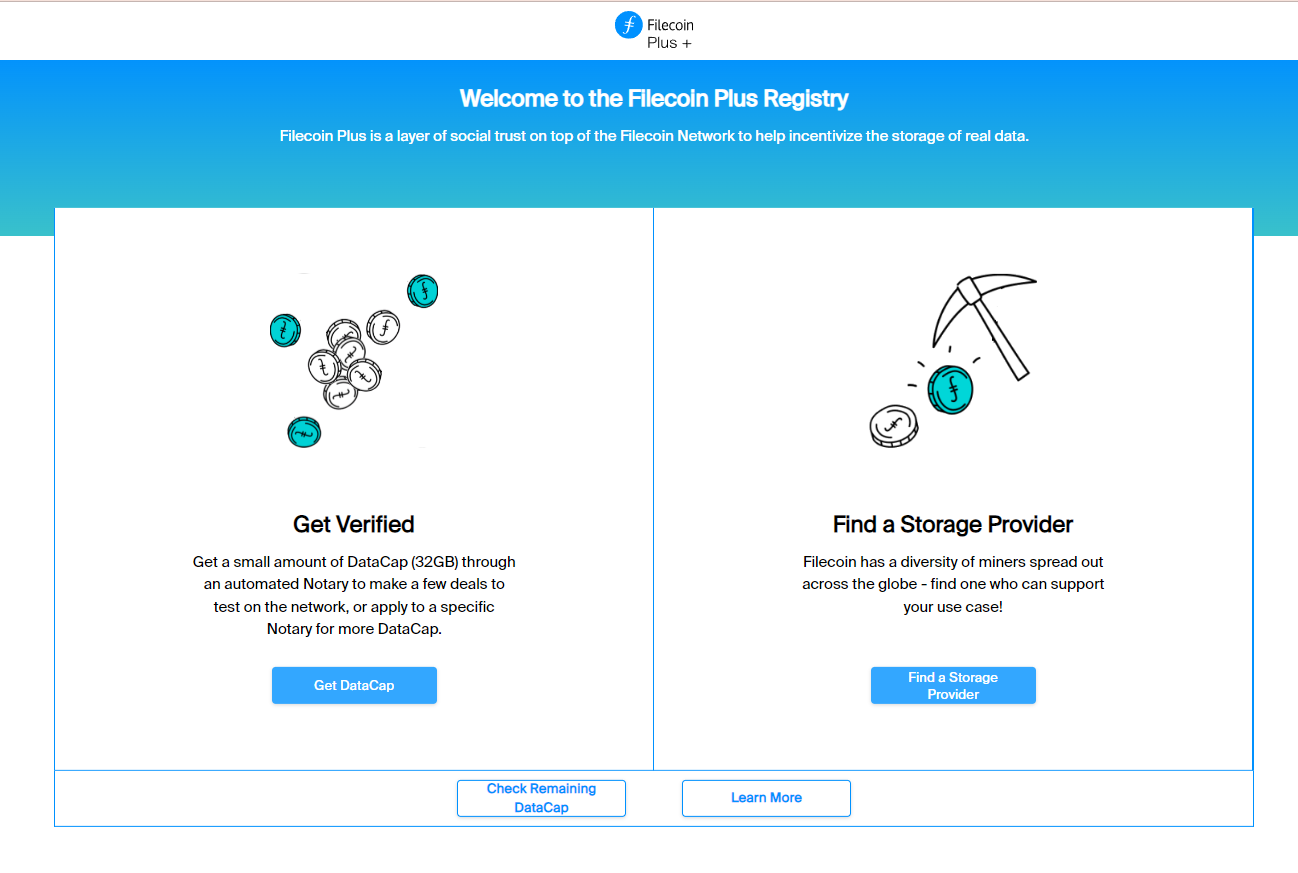 Filecoin
Plus +
Welcome to the Filecoin Plus Registry
Filecoin Plus is a layer of social trust on top of the Filecoin Network to help incentivize the storage of real data.
Get Verified
Get a small amount of DataCap (32GB) through
an automated Notary to make a few deals to
test on the network, or apply to a specific
Notary for more DataCap.
Get DataCap
Find a Storage Provider
Filecoin has a diversity of miners spread out
across the globe - find one who can support
your use case!
Find a Storage
Provider
Check Remaining
DataCap
Learn More